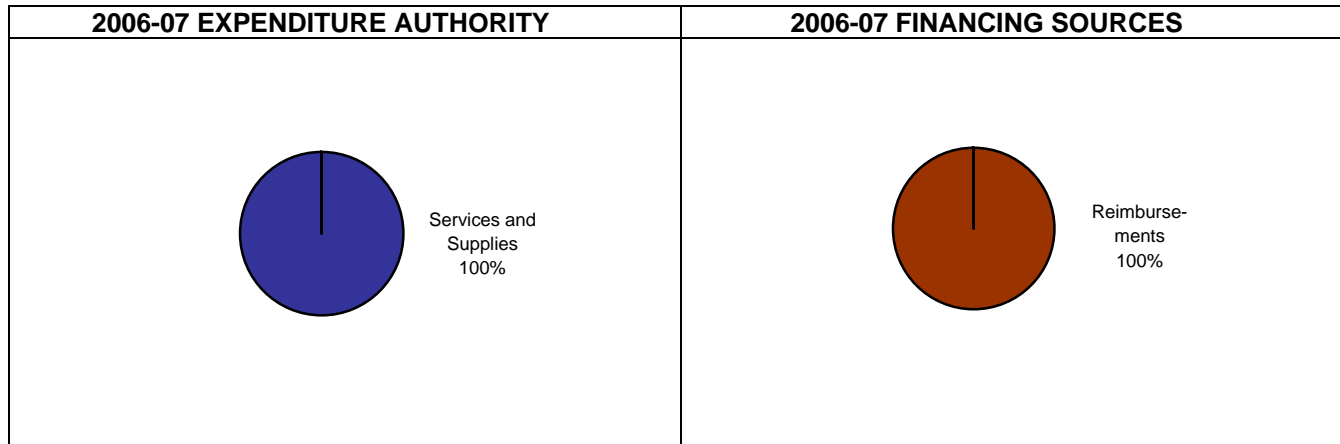 2006-07 EXPENDITURE AUTHORITY
2006-07 FINANCING SOURCES
Services and
Supplies
100%
Reimburse-
ments
100%